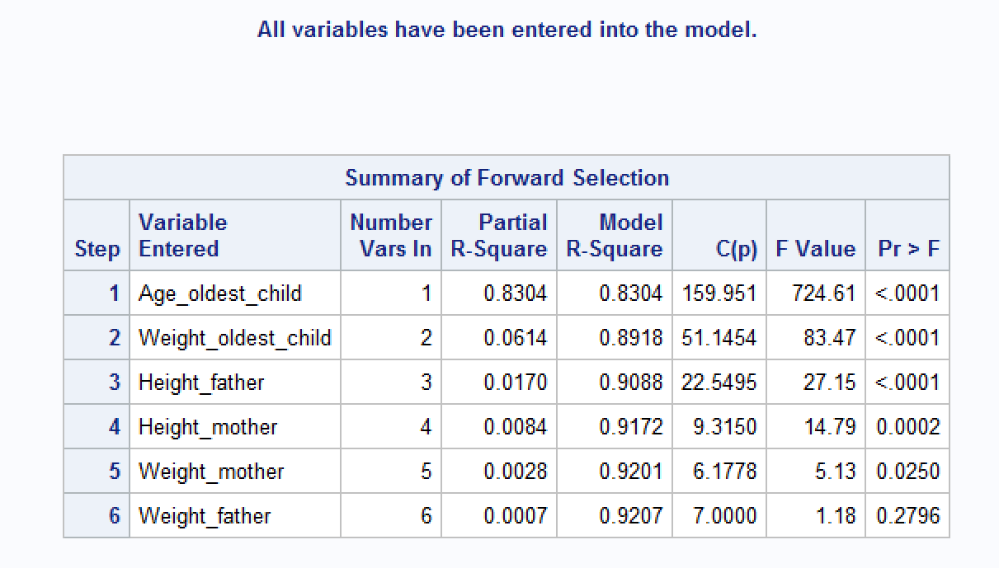 All variables have been entered into the model.
Summary of Forward Selection
Step Variable Entered Number Vars In Partial R-Square Model R-Square C(p) F Value Pr > F
1 Age_oldest_child 1 0.8304 0.8304 159.951 724.61 <.0001
2 Weight_oldest_child 2 0.0614 0.8918 51.1454 83.47 <.0001
3 Height_father 3 0.0170 0.9088 22.5495 27.15 <.0001
4 Height_mother 4 0.0084 0.9172 9.3150 14.79 0.0002
5 Weight_mother 5 0.0028 0.9201 6.1778 5.13 0.0250
6 Weight_father 6 0.0007 0.9207 7.0000 1.18 0.2796